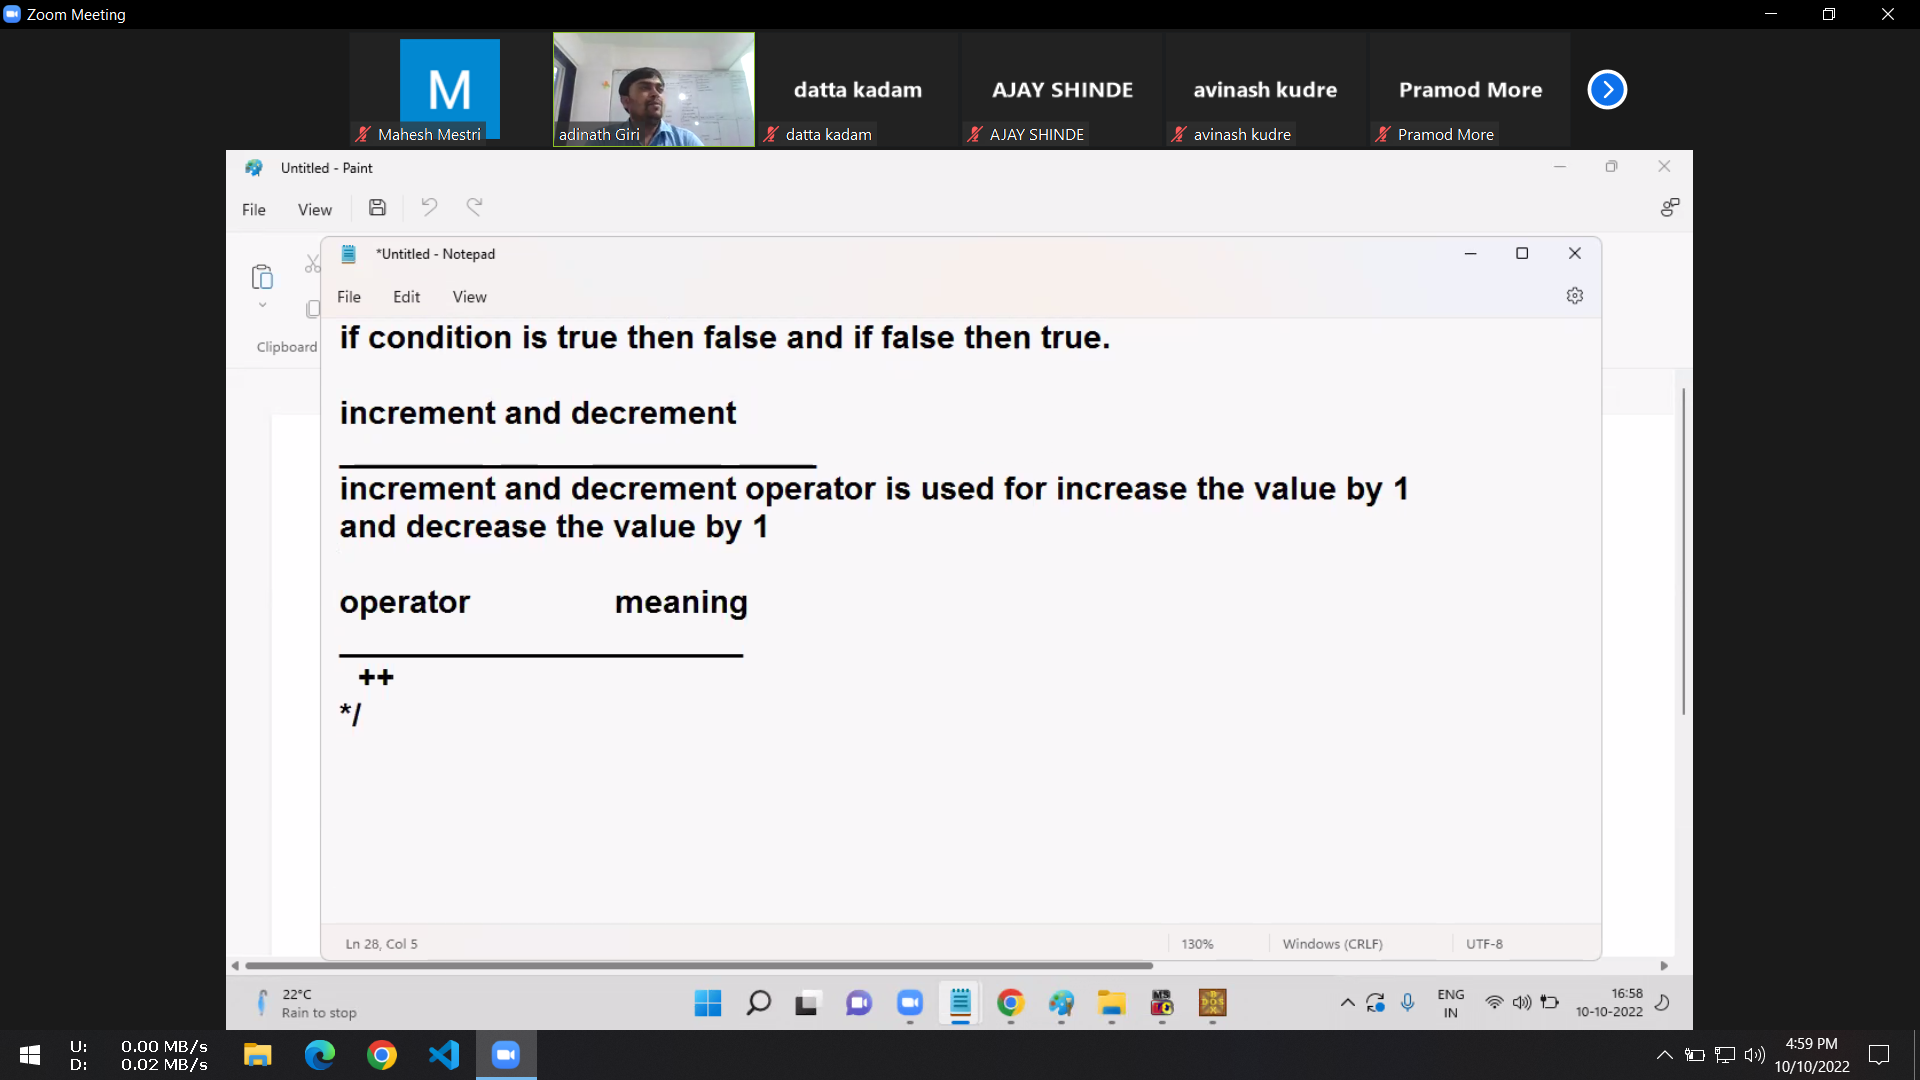 Zoom Meeting
M
Mahesh Mestri
adinath Giri
datta kadam
datta kadam
AJAY SHINDE
AJAY SHINDE
avinash kudre
avinash kudre
Pramod More
Pramod More
Untitled - Paint
File View
*Untitled - Notepad
File Edit View
Clipboard
if condition is true then false and if false then true.
increment and decrement
increment and decrement operator is used for increase the value by 1
and decrease the value by 1
operator meaning
++
*/
Ln 28, Col 5 130% Windows (CRLF) UTF-8
22°C
Rain to stop
ENG
IN
16:58
10-10-2022
U: 0.00 MB/s
D: 0.02 MB/s
4:59 PM
10/10/2022